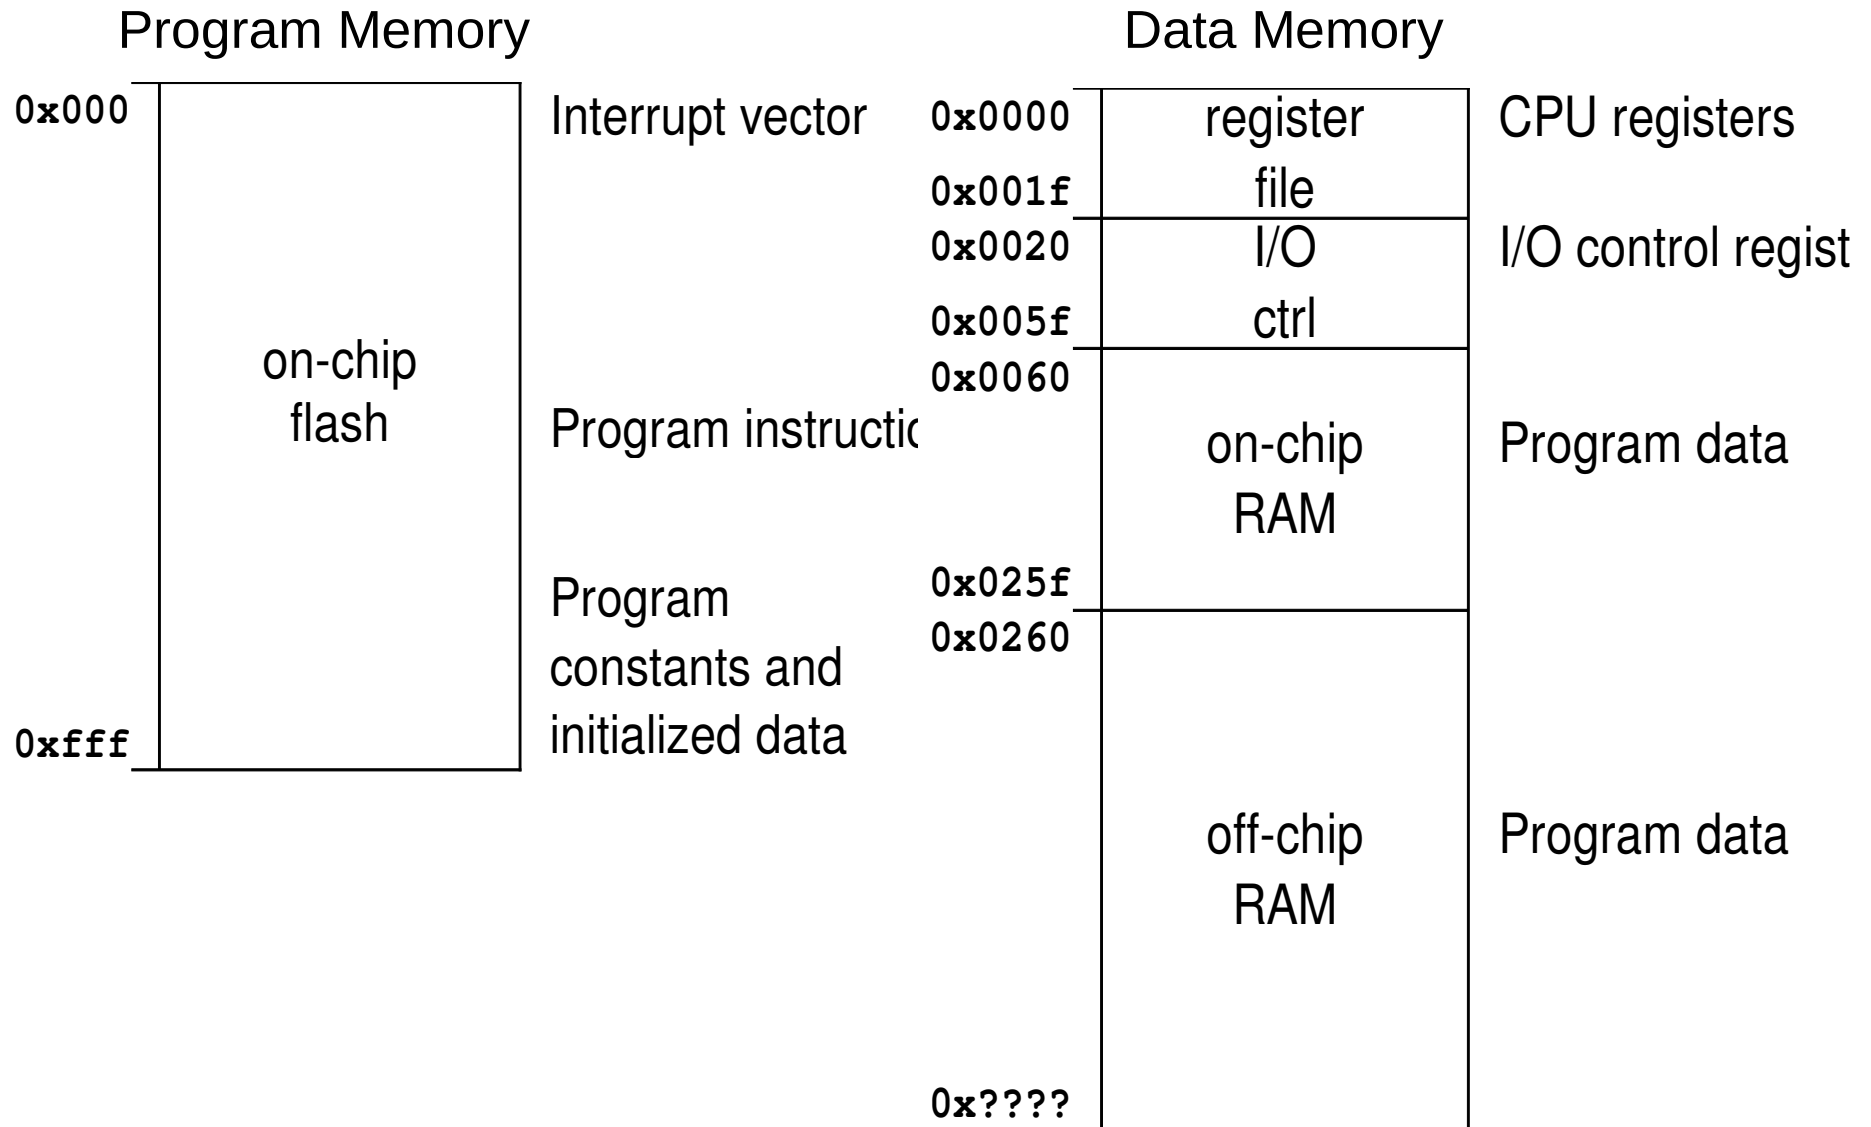 Program Memory
0x000
Interrupt vector
on-chip
flash
Program instructic
Program
constants and
initialized data
0xfff
Data Memory
0x0000
register
CPU registers
0x001f
file
0x0020
I/O
I/O control regist
0x005f
ctrl
0x0060
on-chip
Program data
RAM
0x025f
0x0260
off-chip
Program data
RAM
0x????